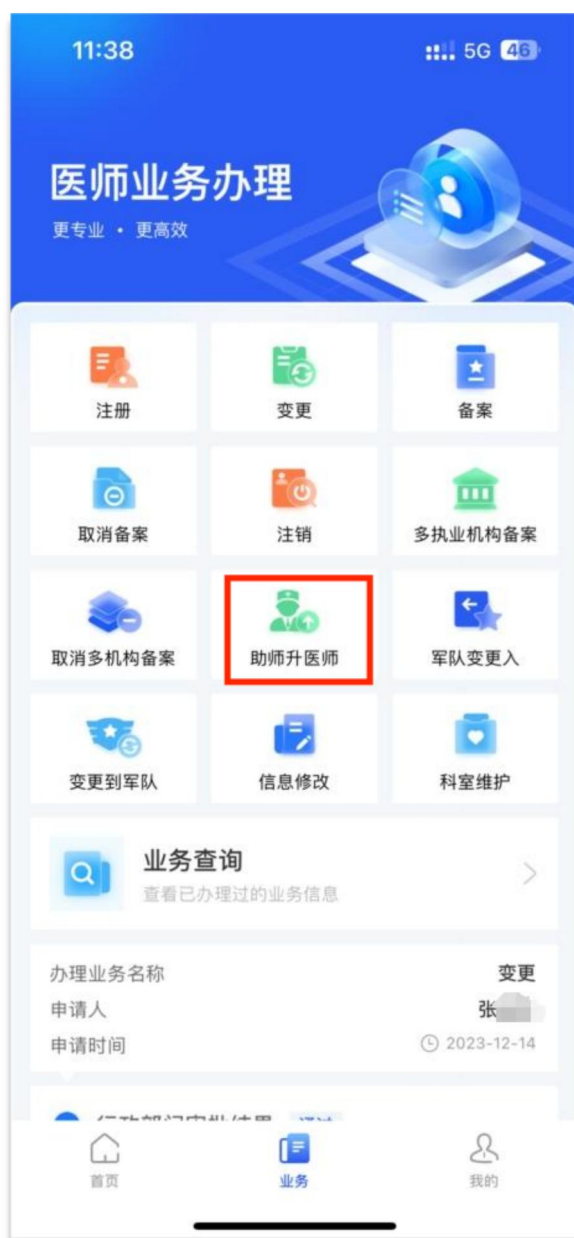 11:38 5G 46
医师业务办理
更专业 · 更高效
注册 变更 备案
取消备案 注销 多执业机构备案
取消多机构备案 助师升医师 军队变更入
变更到军队 信息修改 科室维护
业务查询
查看已办理过的业务信息
办理业务名称 变更
申请人 张
申请时间 2023-12-14
首页 业务 我的